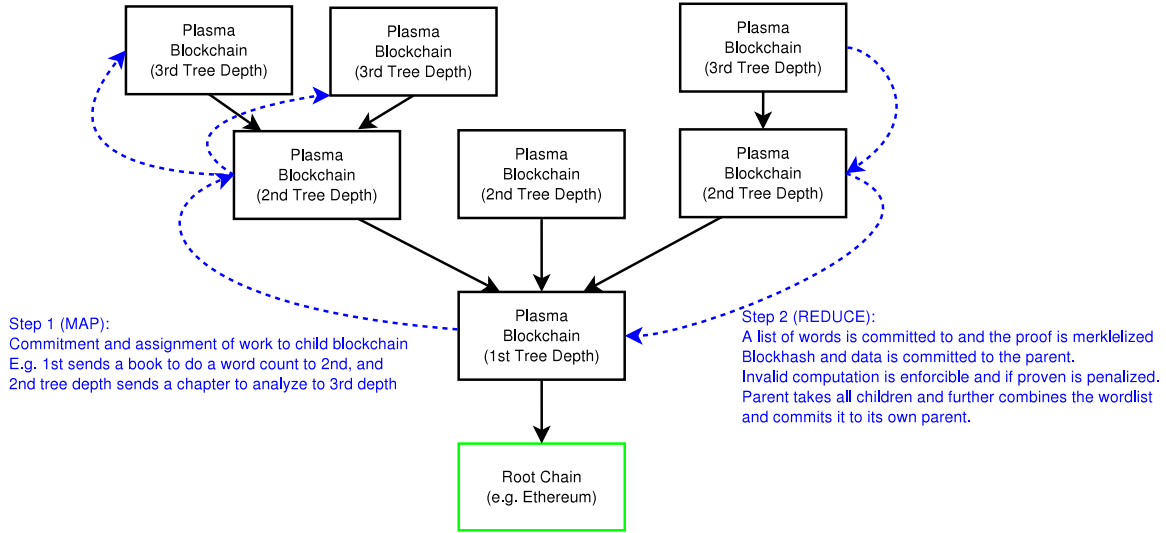 Plasma
Blockchain
(3rd Tree Depth)
Plasma
Blockchain
(3rd Tree Depth)
Plasma
Blockchain
(3rd Tree Depth)
Plasma
Blockchain
(2nd Tree Depth)
Plasma
Blockchain
(2nd Tree Depth)
Plasma
Blockchain
(2nd Tree Depth)
Step 1 (MAP):
Commitment and assignment of work to child blockchain
E.g. 1st sends a book to do a word count to 2nd, and
2nd tree depth sends a chapter to analyze to 3rd depth
Plasma
Blockchain
(1st Tree Depth)
Step 2 (REDUCE):
A list of words is committed to and the proof is merklelized
Blockhash and data is committed to the parent.
Invalid computation is enforcible and if proven is penalized.
Parent takes all children and further combines the wordlist
and commits it to its own parent.
Root Chain
(e.g. Ethereum)